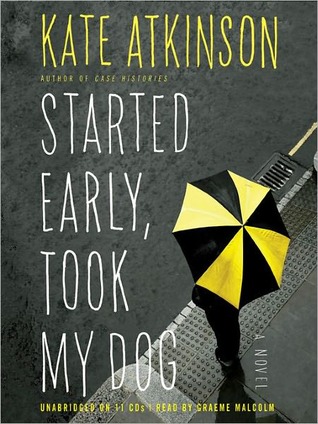 KATE ATKINSON
AUTHOR OF CASE HISTORIES
STARTED
EARLY,
TOOK
MY DOG
A NOVEL
UNABRIDGED ON 11 CDs | READ BY GRAEME MALCOLM